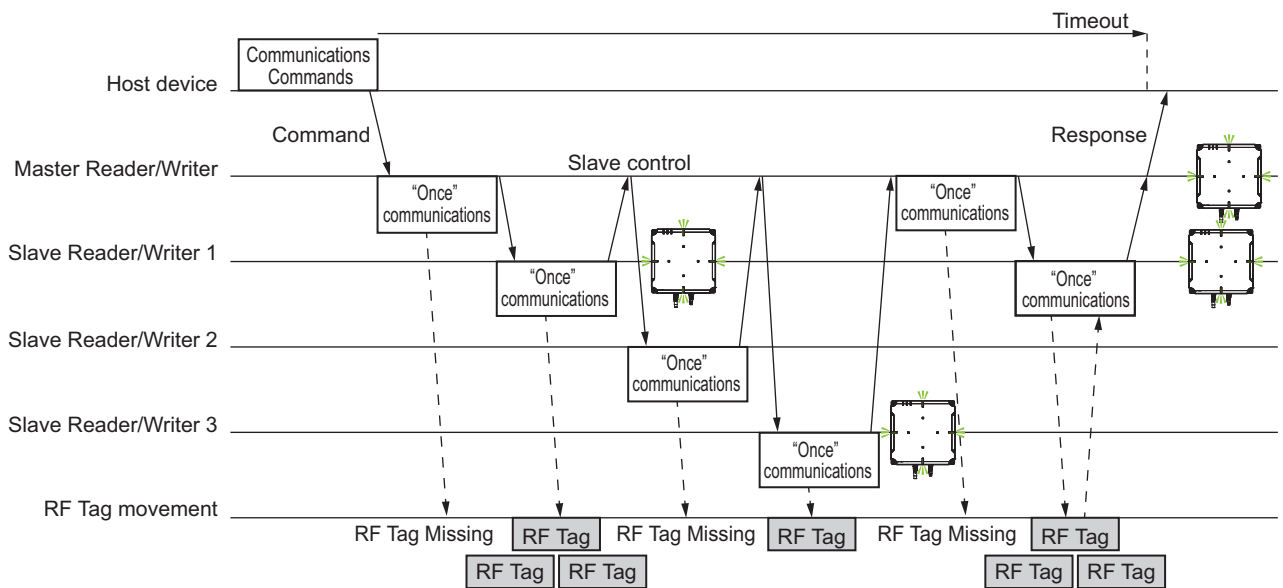 Timeout
Communications
Commands
Host device
Command
Response
Master Reader/Writer
Slave control
“Once”
communications
“Once”
communications
Slave Reader/Writer 1
“Once”
communications
“Once”
communications
Slave Reader/Writer 2
“Once”
communications
Slave Reader/Writer 3
“Once”
communications
RF Tag movement
RF Tag Missing
RF Tag
RF Tag Missing
RF Tag
RF Tag Missing
RF Tag
RF Tag
RF Tag
RF Tag
RF Tag